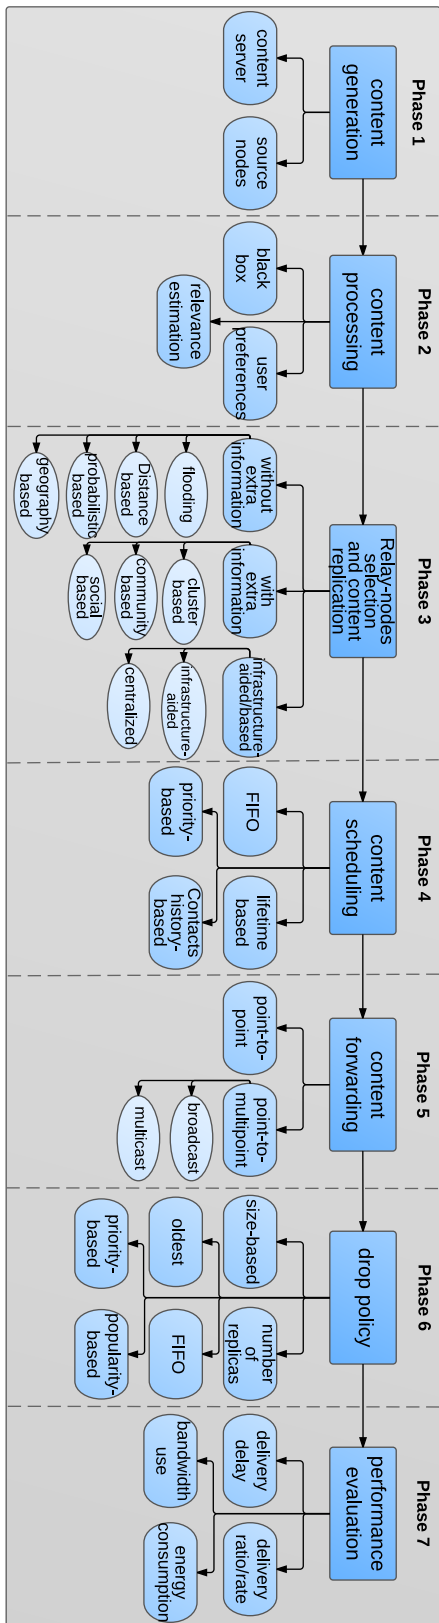 Phase 1
content
generation
content
server
source
nodes
Phase 2
content
processing
black
box
user
preferences
relevance
estimation
Phase 3
Relay-nodes
selection
and content
replication
without
extra
information
flooding
Distance
based
probabilistic
based
geography
based
with
extra
information
cluster
based
community
based
social
based
infrastructure-
aided/based
infrastructure-
aided
centralized
Phase 4
content
scheduling
FIFO
lifetime
based
priority-
based
Contacts
history-
based
Phase 5
content
forwarding
point-to-
point
point-to-
multipoint
broadcast
multicast
Phase 6
drop policy
size-based
number
of
replicas
oldest
FIFO
priority-
based
popularity-
based
Phase 7
performance
evaluation
delivery
delay
delivery
ratio/rate
bandwidth
use
energy
consumption